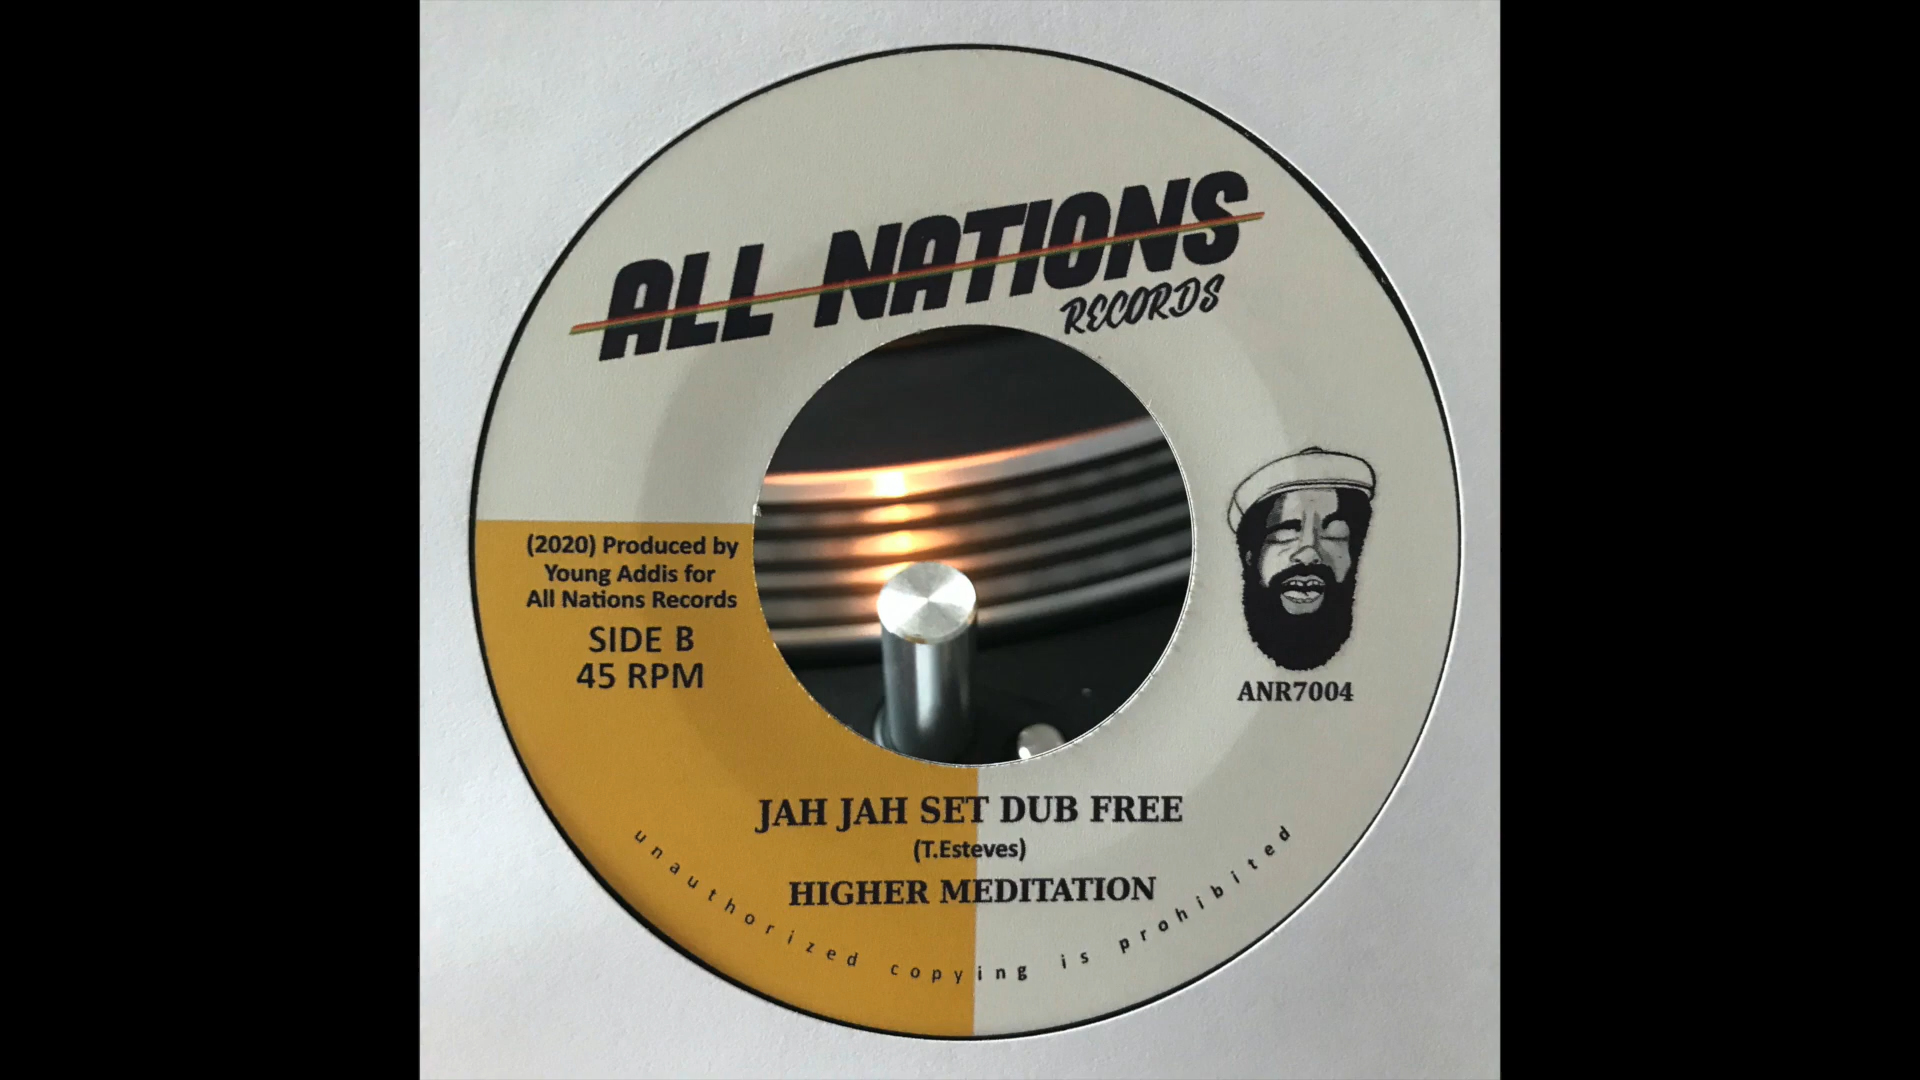 ALL NATIONS
RECORDS
(2020) Produced by
Young Addis for
All Nations Records
SIDE B
45 RPM
ANR7004
JAH JAH SET DUB FREE
(T.Esteves)
HIGHER MEDITATION
unauthorized copying is prohibited